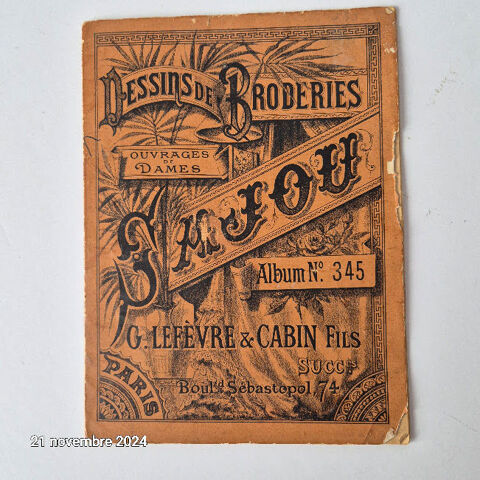 DESSINS DE BRODERIES
OUVRAGES
DE
DAMES
SAJOU
Album No. 345
G. LEFÈVRE & CABIN FILS
SUCCrs
Boul.d Sébastopol, 74
PARIS
21 novembre 2024